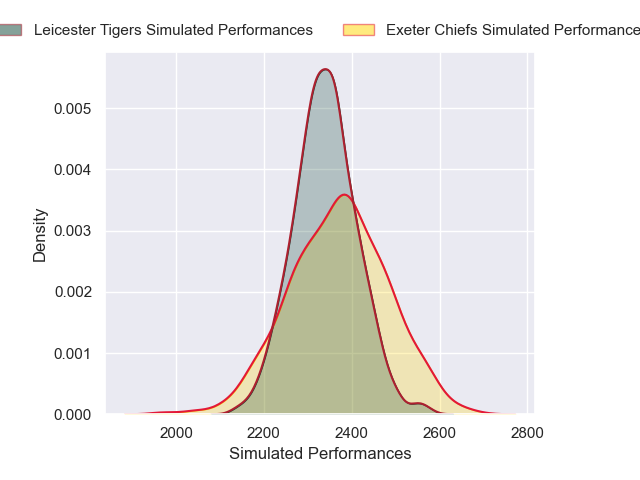 Leicester Tigers Simulated Performances
Exeter Chiefs Simulated Performance
0.005
0.004
0.003
0.002
0.001
0.000
Density
2000 2200 2400 2600 2800
Simulated Performances